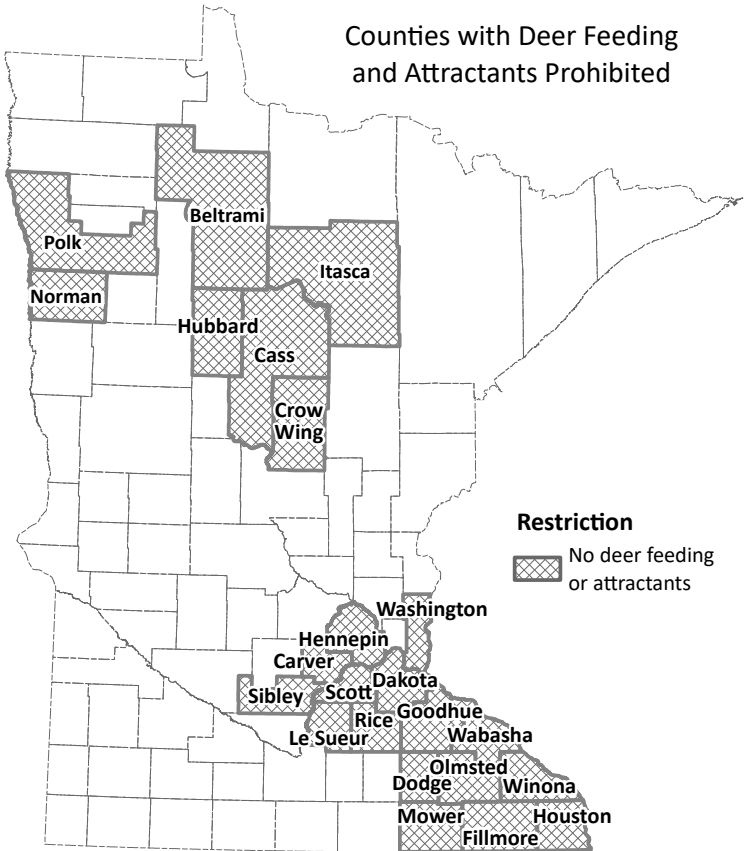 Counties with Deer Feeding
and Attractants Prohibited
Beltrami
Polk
Itasca
Norman
Hubbard
Cass
Crow
Wing
Restriction
No deer feeding
or attractants
Washington
Hennepin
Carver
Dakota
Scott
Sibley
Goodhue
Rice
Wabasha
Le Sueur
Olmsted
Dodge
Winona
Mower
Houston
Fillmore